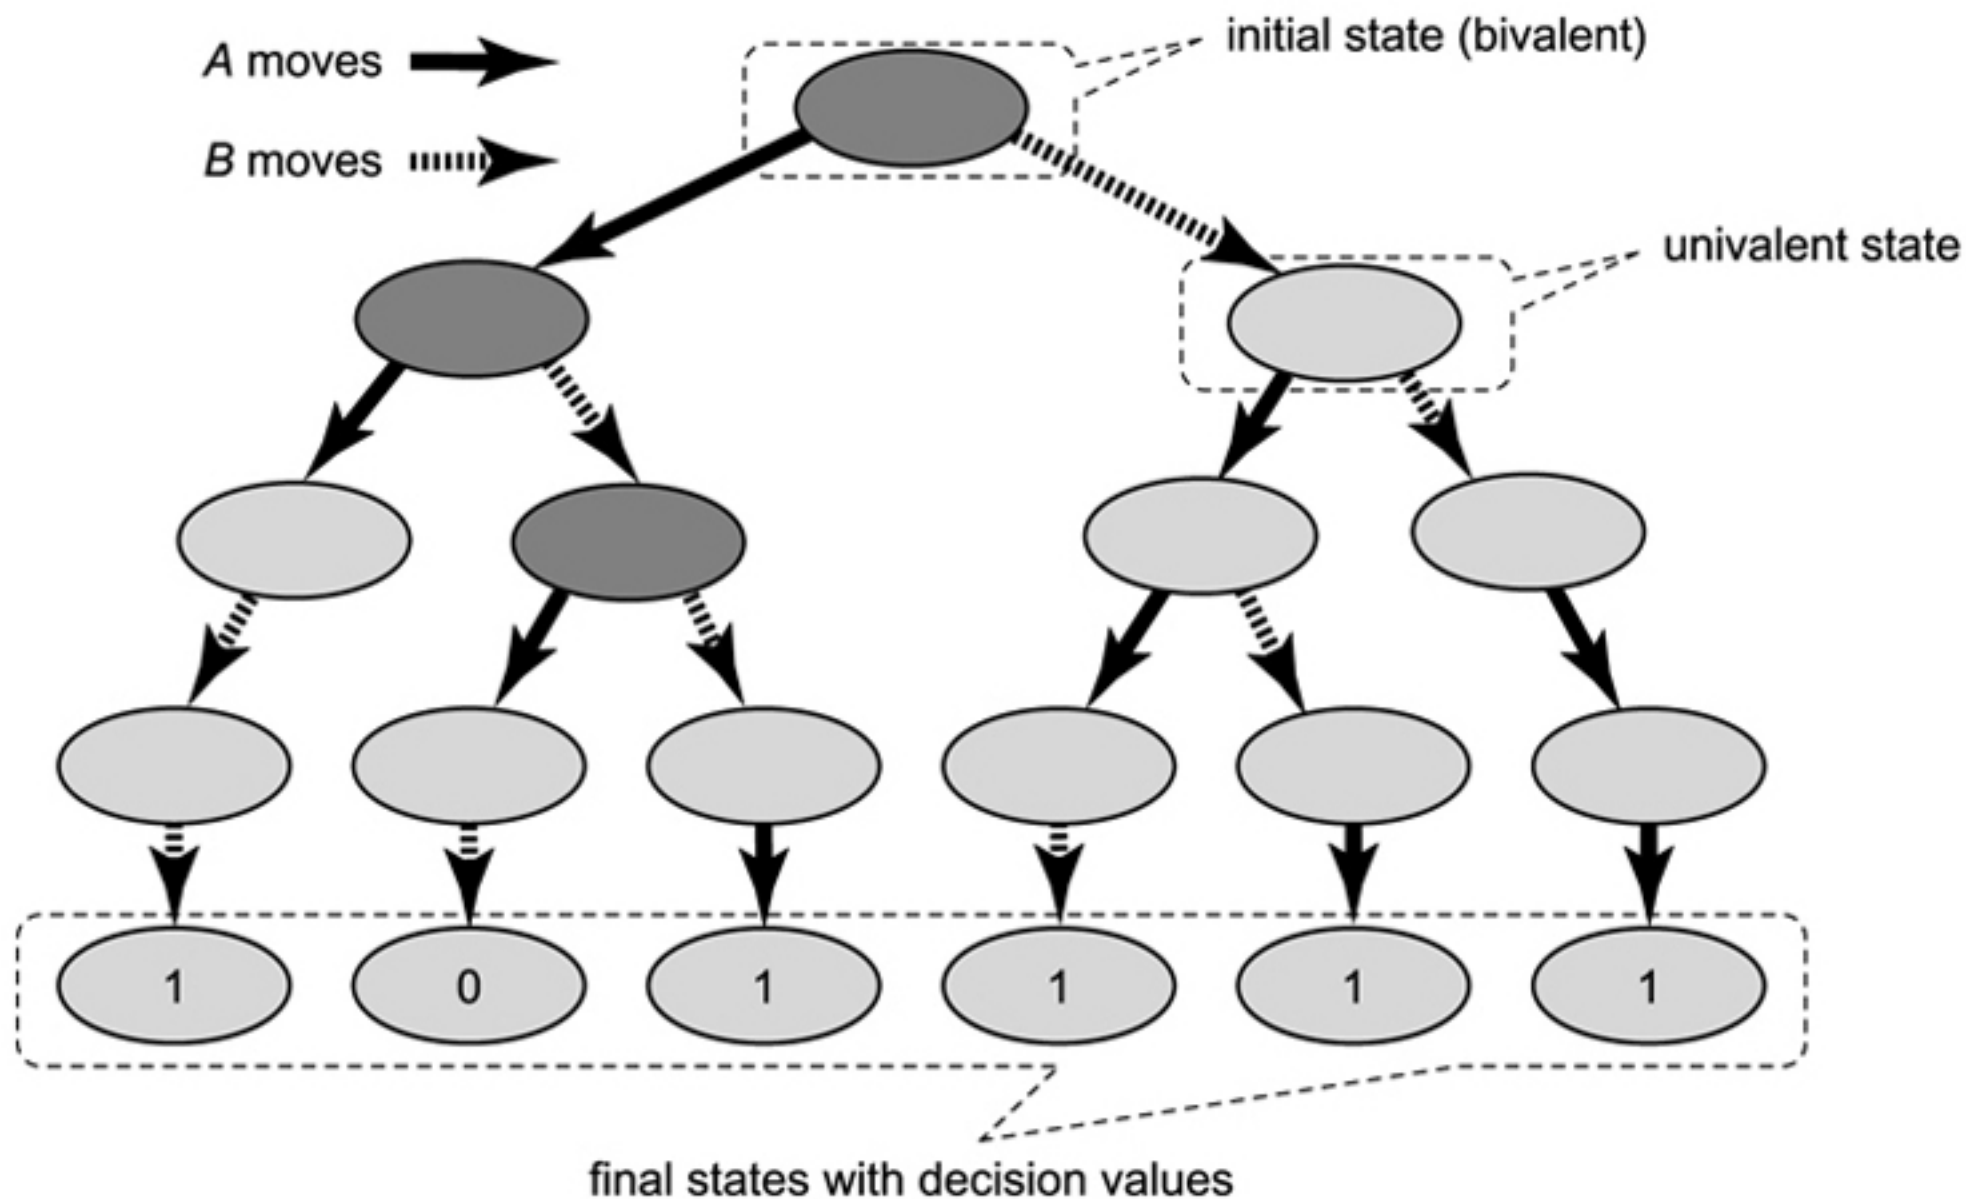 initial state (bivalent)
A moves
B moves
univalent state
1 0 1 1 1 1
final states with decision values